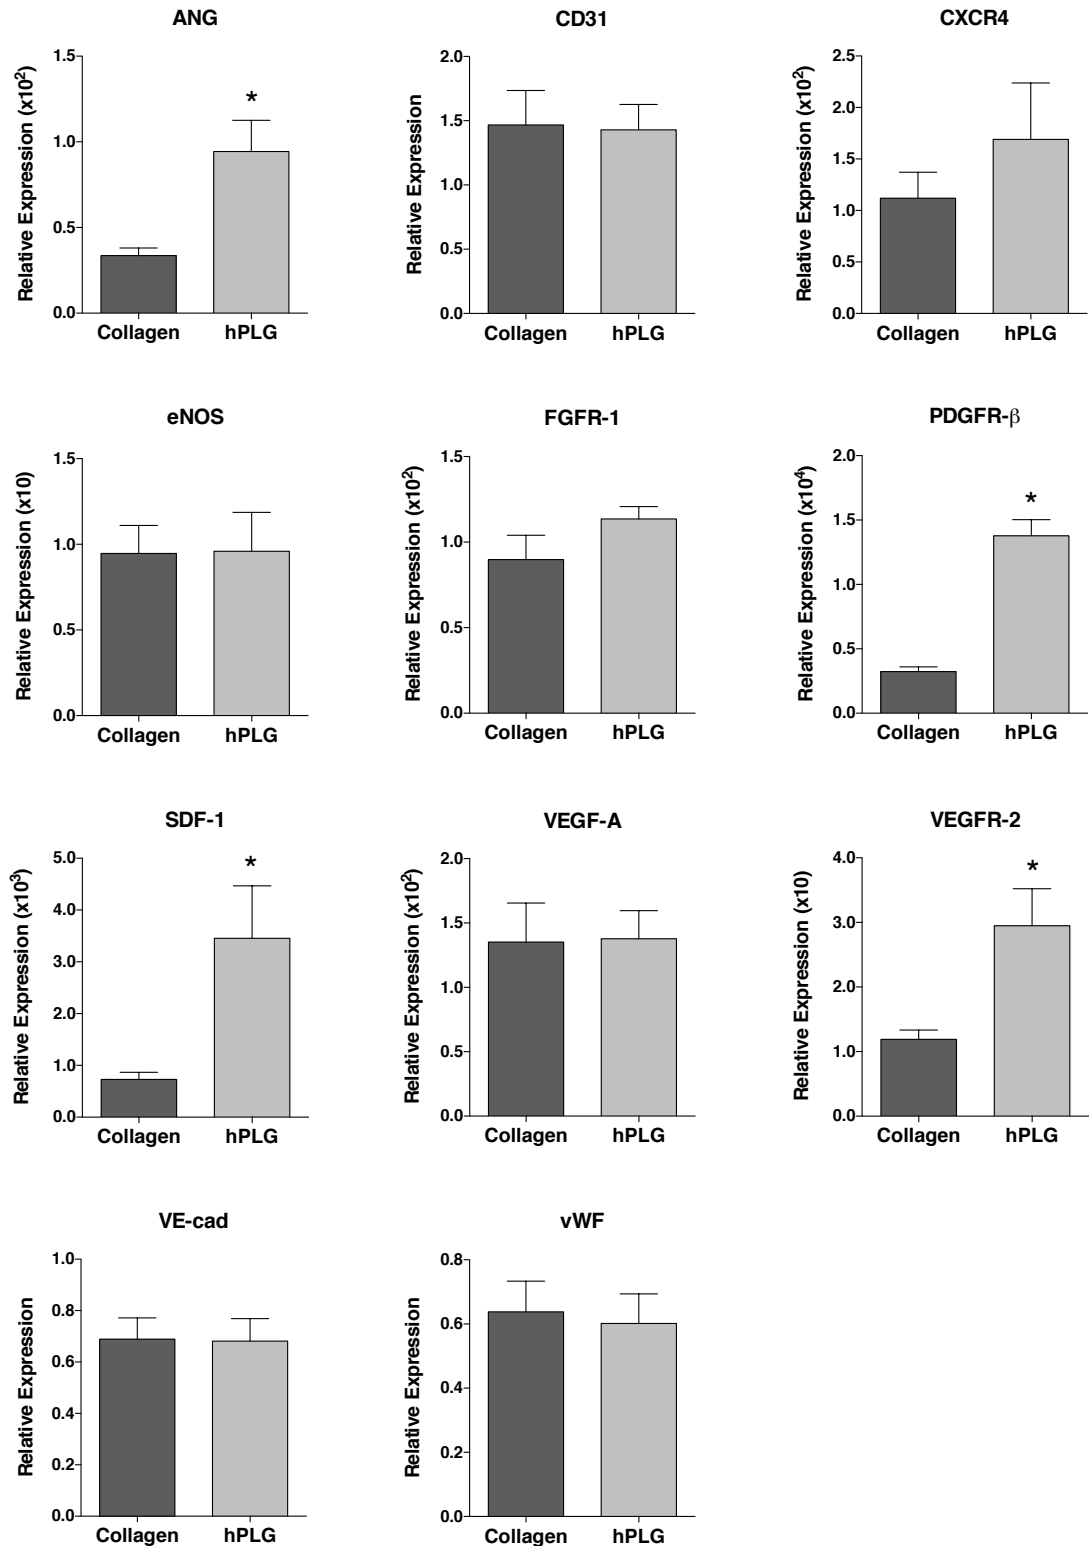 ANG
CD31
CXCR4
Relative Expression (x10²)
1.5
1.0
0.5
0.0
*
Collagen hPLG
Relative Expression
2.0
1.5
1.0
0.5
0.0
Collagen hPLG
Relative Expression (x10²)
2.5
2.0
1.5
1.0
0.5
0.0
Collagen hPLG
eNOS
FGFR-1
PDGFR-β
Relative Expression (x10)
1.5
1.0
0.5
0.0
Collagen hPLG
Relative Expression (x10²)
1.5
1.0
0.5
0.0
Collagen hPLG
Relative Expression (x10⁴)
2.0
1.5
1.0
0.5
0.0
*
Collagen hPLG
SDF-1
VEGF-A
VEGFR-2
Relative Expression (x10³)
5.0
4.0
3.0
2.0
1.0
0.0
*
Collagen hPLG
Relative Expression (x10²)
2.0
1.5
1.0
0.5
0.0
Collagen hPLG
Relative Expression (x10)
4.0
3.0
2.0
1.0
0.0
*
Collagen hPLG
VE-cad
vWF
Relative Expression
1.0
0.8
0.6
0.4
0.2
0.0
Collagen hPLG
Relative Expression
0.8
0.6
0.4
0.2
0.0
Collagen hPLG